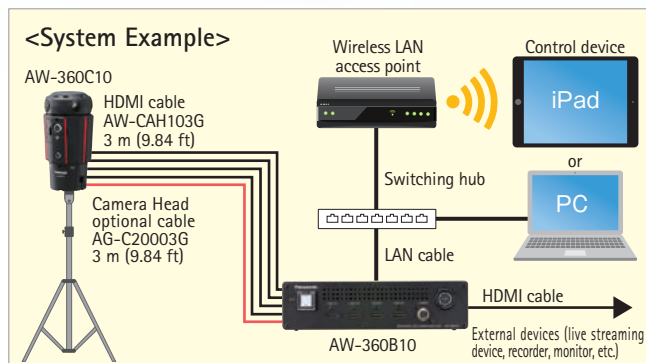 <System Example>
AW-360C10
HDMI cable
AW-CAH103G
3 m (9.84 ft)
Camera Head
optional cable
AG-C20003G
3 m (9.84 ft)
Wireless LAN
access point
Control device
iPad
or
PC
Switching hub
LAN cable
Panasonic
AW-360B10
HDMI cable
External devices (live streaming
device, recorder, monitor, etc.)